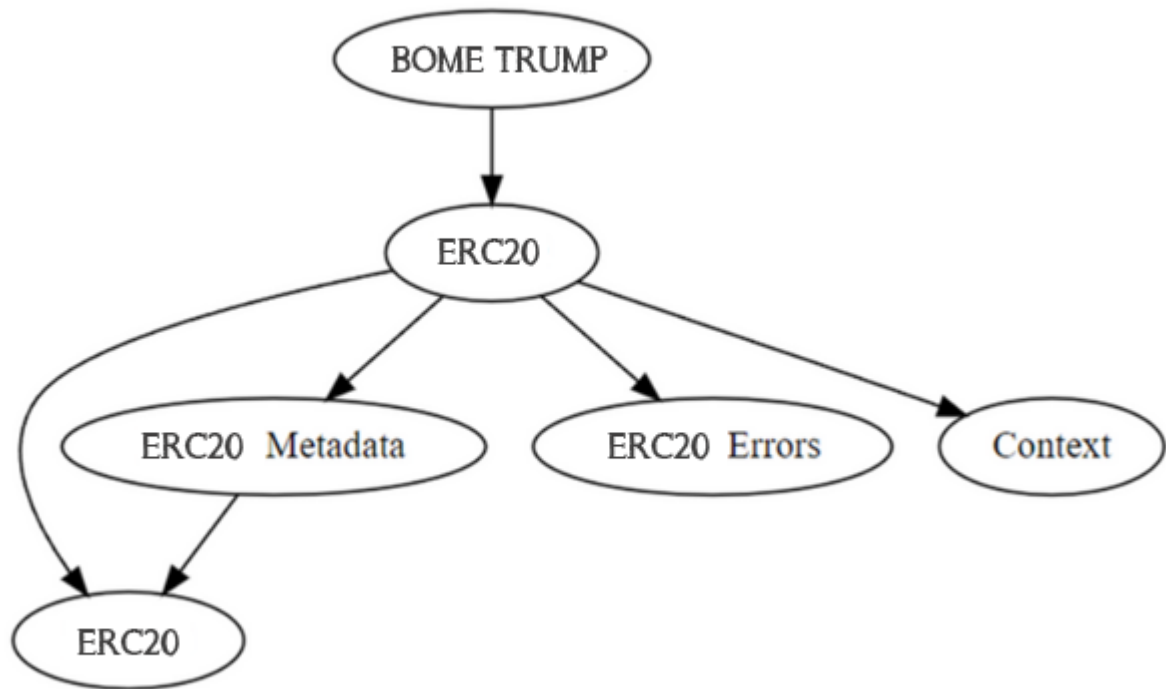 BOME TRUMP
ERC20
ERC20 Metadata
ERC20 Errors
Context
ERC20